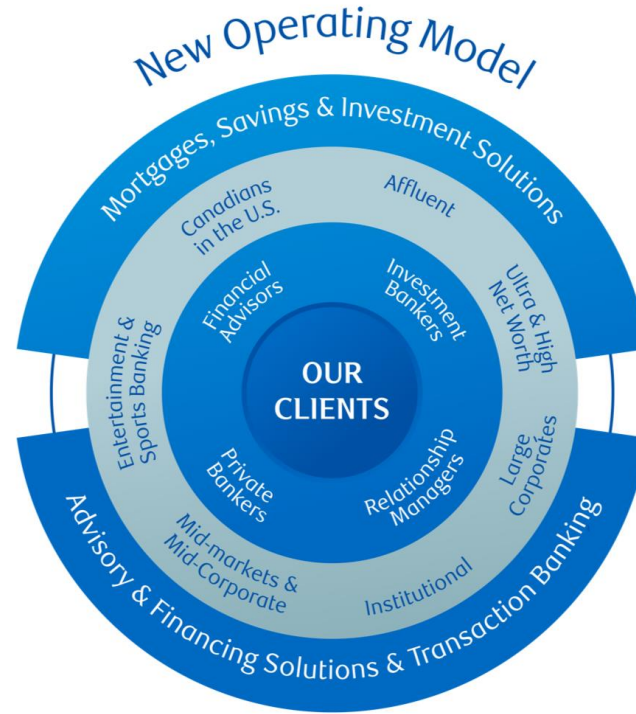 New Operating Model
Mortgages, Savings & Investment Solutions
Canadians
in the U.S.
Affluent
Ultra & High
Net Worth
Large
Corporates
Institutional
Mid-markets &
Mid-Corporate
Entertainment &
Sports Banking
Financial
Advisors
Investment
Bankers
Relationship
Managers
Private
Bankers
OUR
CLIENTS
Advisory & Financing Solutions & Transaction Banking